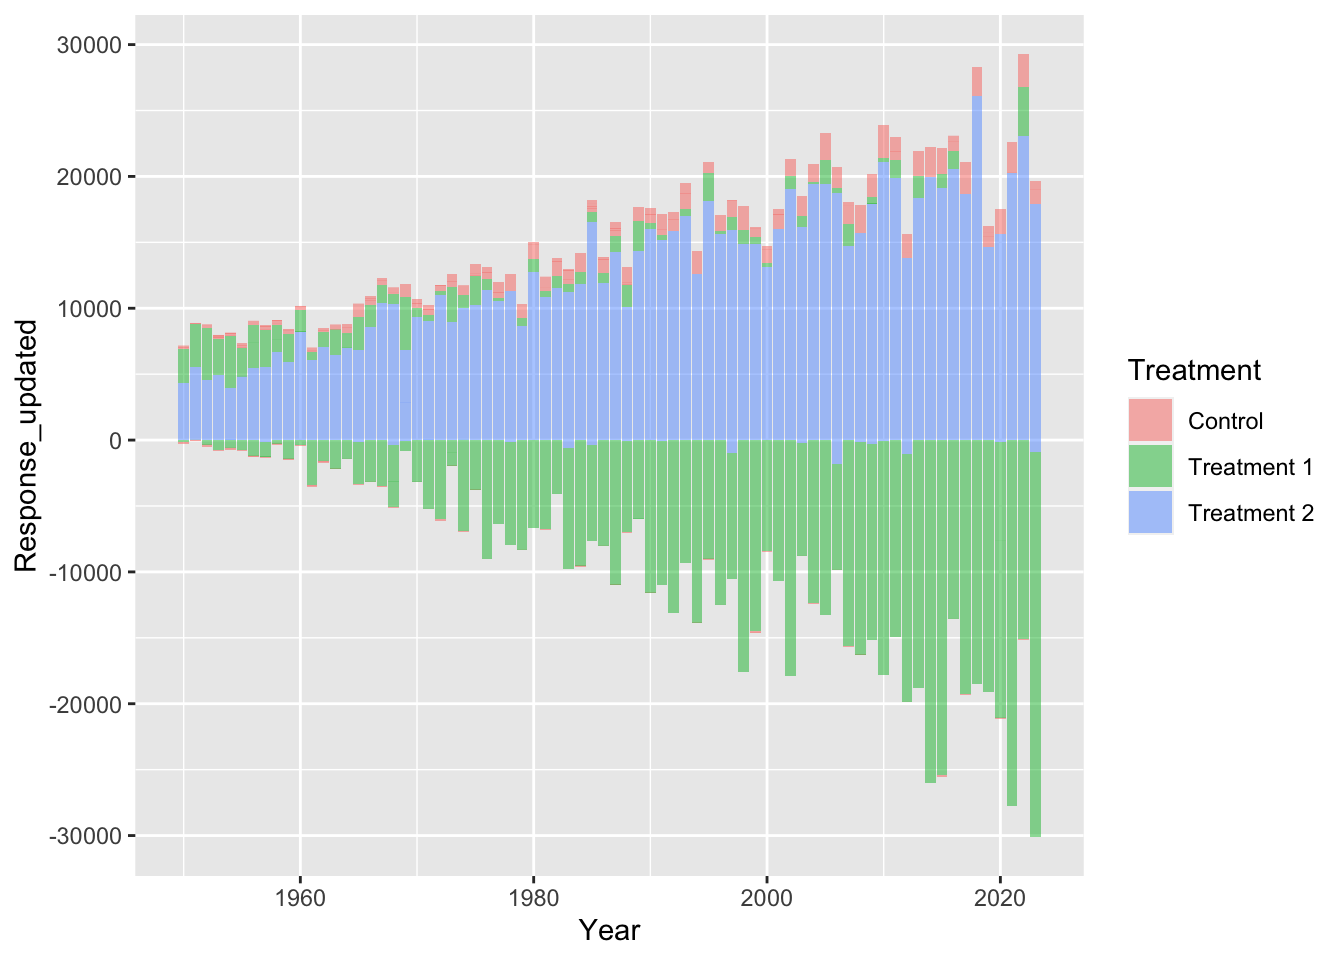 30000
20000
10000
0
-10000
-20000
-30000
Response_updated
1960
1980
2000
2020
Year
Treatment
Control
Treatment 1
Treatment 2